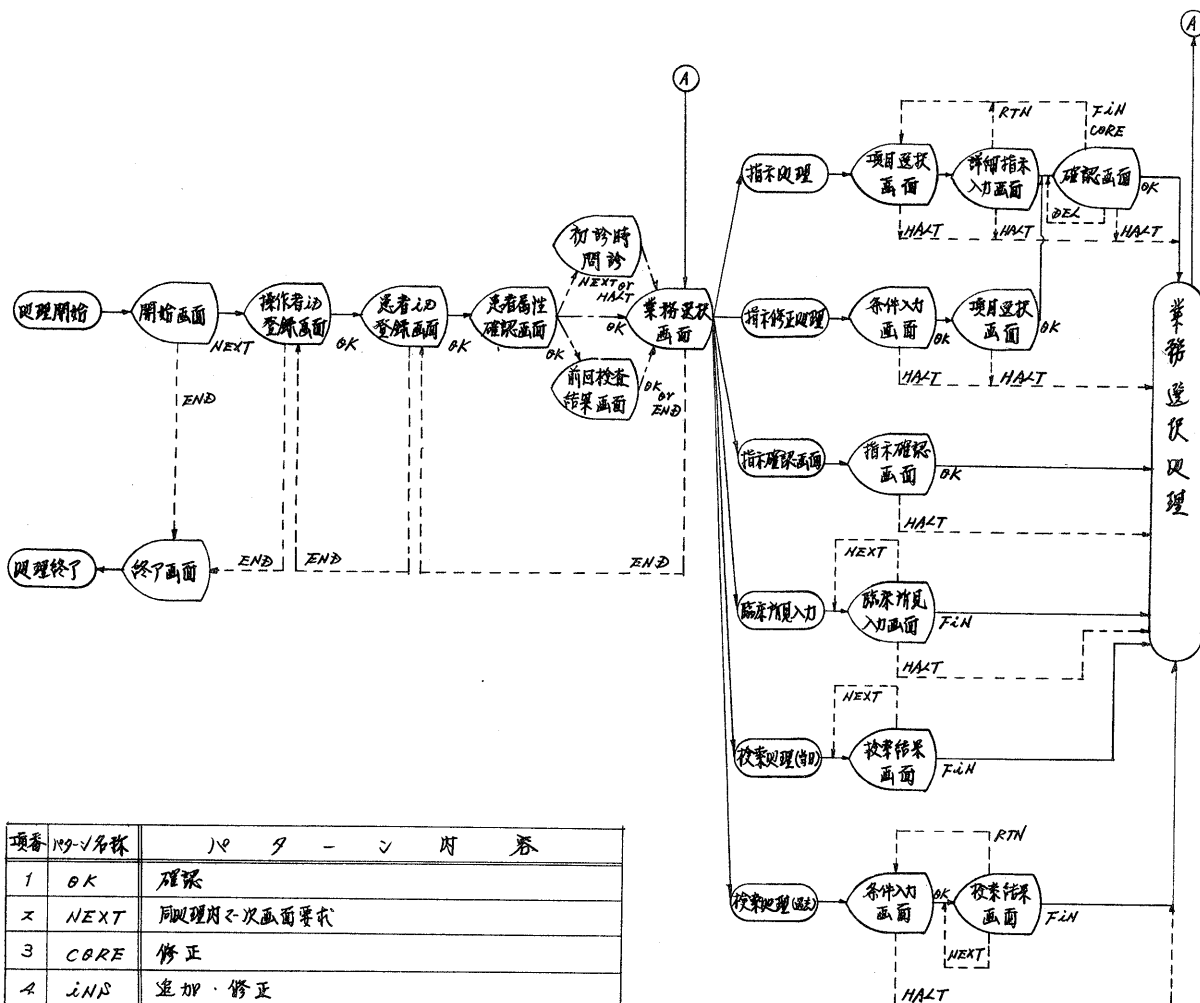 A
A
RTN
FiN
CORE
指示処理
項目選択
画面
詳細指示
入力画面
確認画面
OK
DEL
HALT
HALT
HALT
初診時
問診
NEXT or
HALT
処理開始
開始画面
NEXT
操作者iD
登録画面
OK
患者iD
登録画面
OK
患者属性
確認画面
OK
OK
業務選択
画面
前回検査
結果画面
OK
or
END
指示修正処理
条件入力
画面
OK
項目選択
画面
OK
HALT
HALT
業務選択処理
END
指示確認画面
指示確認
画面
OK
HALT
処理終了
終了画面
END
END
END
NEXT
臨床所見入力
臨床所見
入力画面
FiN
HALT
NEXT
検索処理(当日)
検索結果
画面
FiN
RTN
検索処理(過去)
条件入力
画面
OK
検索結果
画面
FiN
NEXT
HALT
項番 パターン名称 パターン内容
1 OK 確認
2 NEXT 同処理内で次画面要求
3 CORE 修正
4 iNS 追加・修正